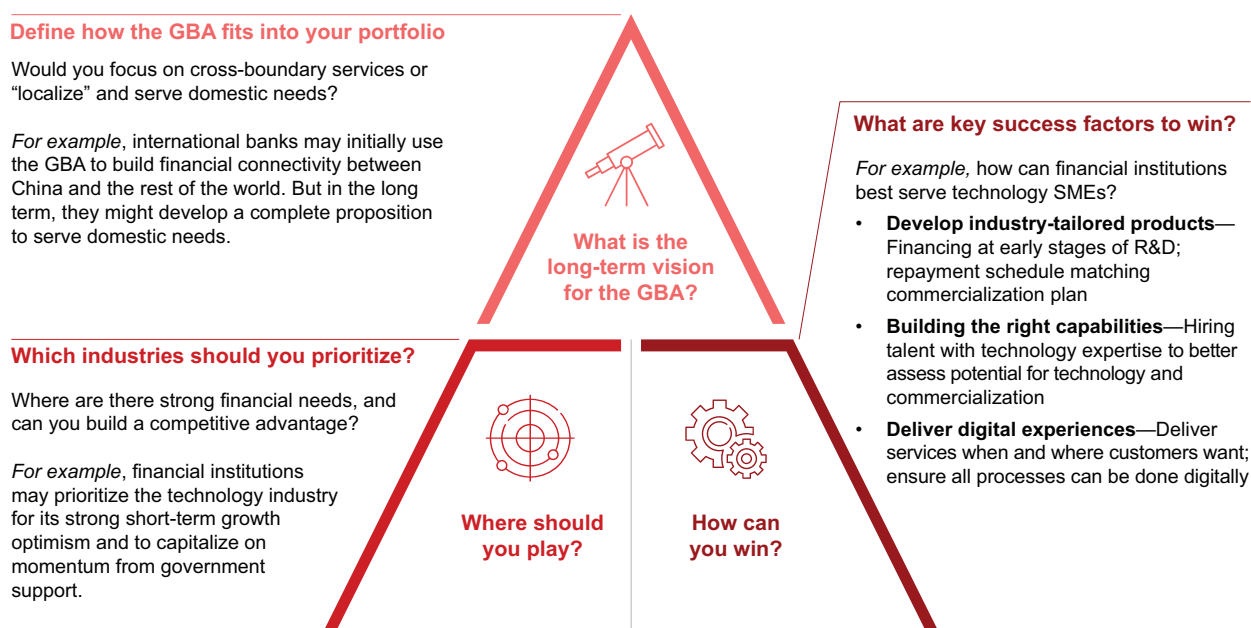 Define how the GBA fits into your portfolio
Would you focus on cross-boundary services or
“localize” and serve domestic needs?
For example, international banks may initially use
the GBA to build financial connectivity between
China and the rest of the world. But in the long
term, they might develop a complete proposition
to serve domestic needs.
What is the
long-term vision
for the GBA?
Which industries should you prioritize?
Where are there strong financial needs, and
can you build a competitive advantage?
For example, financial institutions
may prioritize the technology industry
for its strong short-term growth
optimism and to capitalize on
momentum from government
support.
Where should
you play?
How can
you win?
What are key success factors to win?
For example, how can financial institutions
best serve technology SMEs?
• Develop industry-tailored products—
Financing at early stages of R&D;
repayment schedule matching
commercialization plan
• Building the right capabilities—Hiring
talent with technology expertise to better
assess potential for technology and
commercialization
• Deliver digital experiences—Deliver
services when and where customers want;
ensure all processes can be done digitally